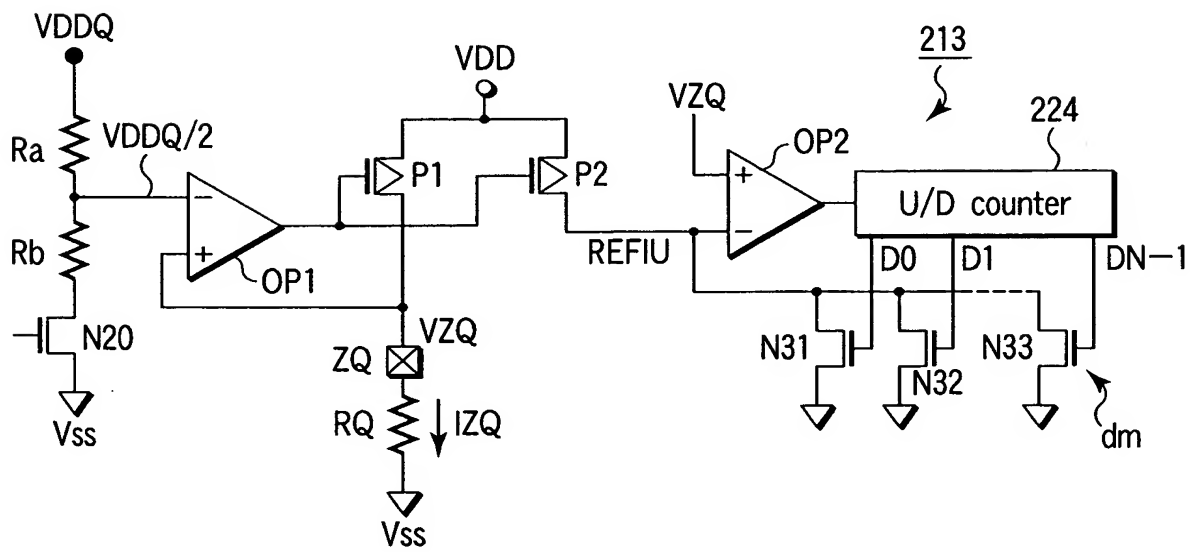 VDDQ
213
VDD
VZQ
224
Ra
VDDQ/2
OP2
P1
P2
+
U/D counter
−
−
Rb
+
REFIU
D0
D1
DN−1
OP1
N20
VZQ
N31
N32
N33
ZQ
Vss
RQ
IZQ
dm
Vss